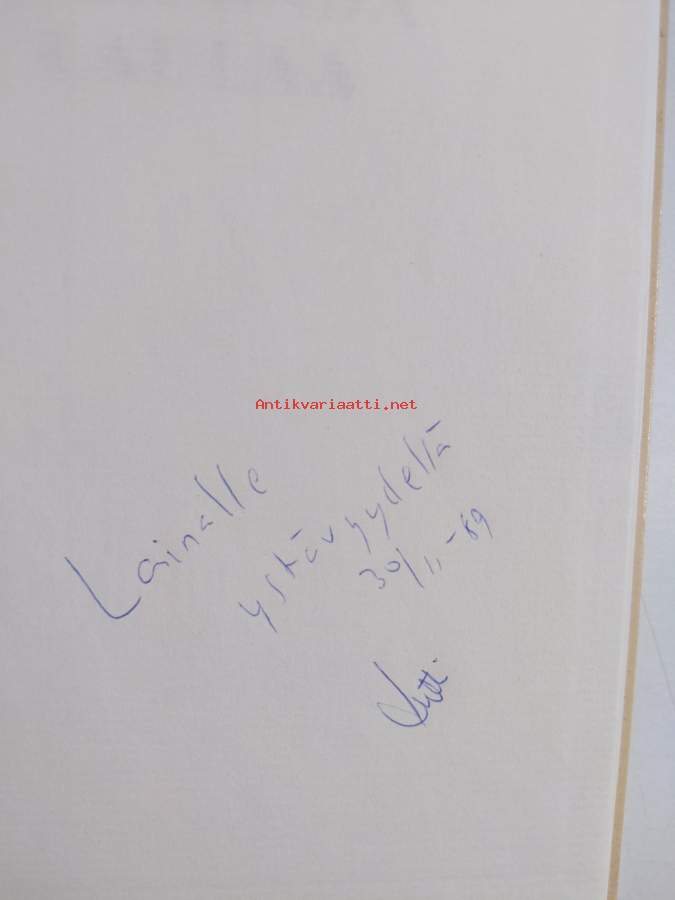 Antikvariaatti.net
Lainalle
ystävyydellä
30/11.-89